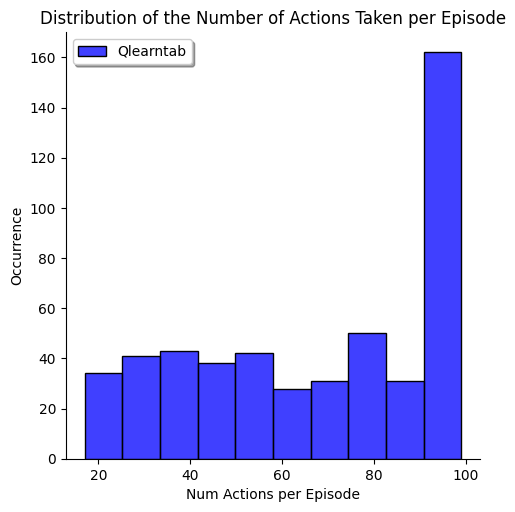 Distribution of the Number of Actions Taken per Episode
Qlearntab
160
140
120
100
80
60
40
20
0
Occurrence
20 40 60 80 100
Num Actions per Episode